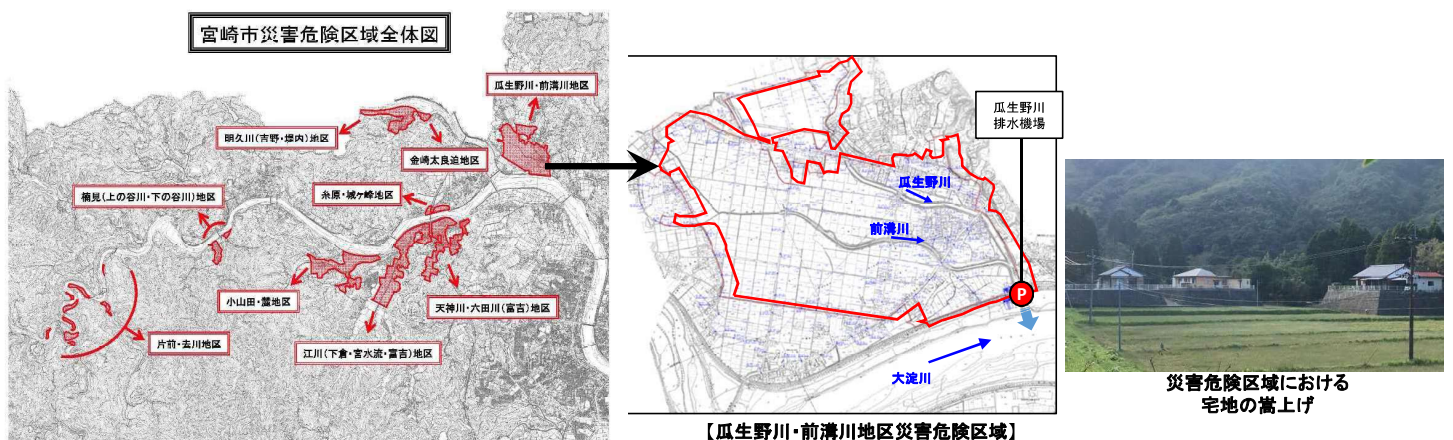 宮崎市災害危険区域全体図
瓜生野川・前溝川地区
明久川(吉野・堤内)地区
金崎太良迫地区
糸原・城ヶ峰地区
楠見(上の谷川・下の谷川)地区
小山田・麓地区
天神川・六田川(富吉)地区
片前・去川地区
江川(下倉・宮水流・富吉)地区
瓜生野川
排水機場
瓜生野川
前溝川
P
大淀川
【瓜生野川・前溝川地区災害危険区域】
災害危険区域における
宅地の嵩上げ